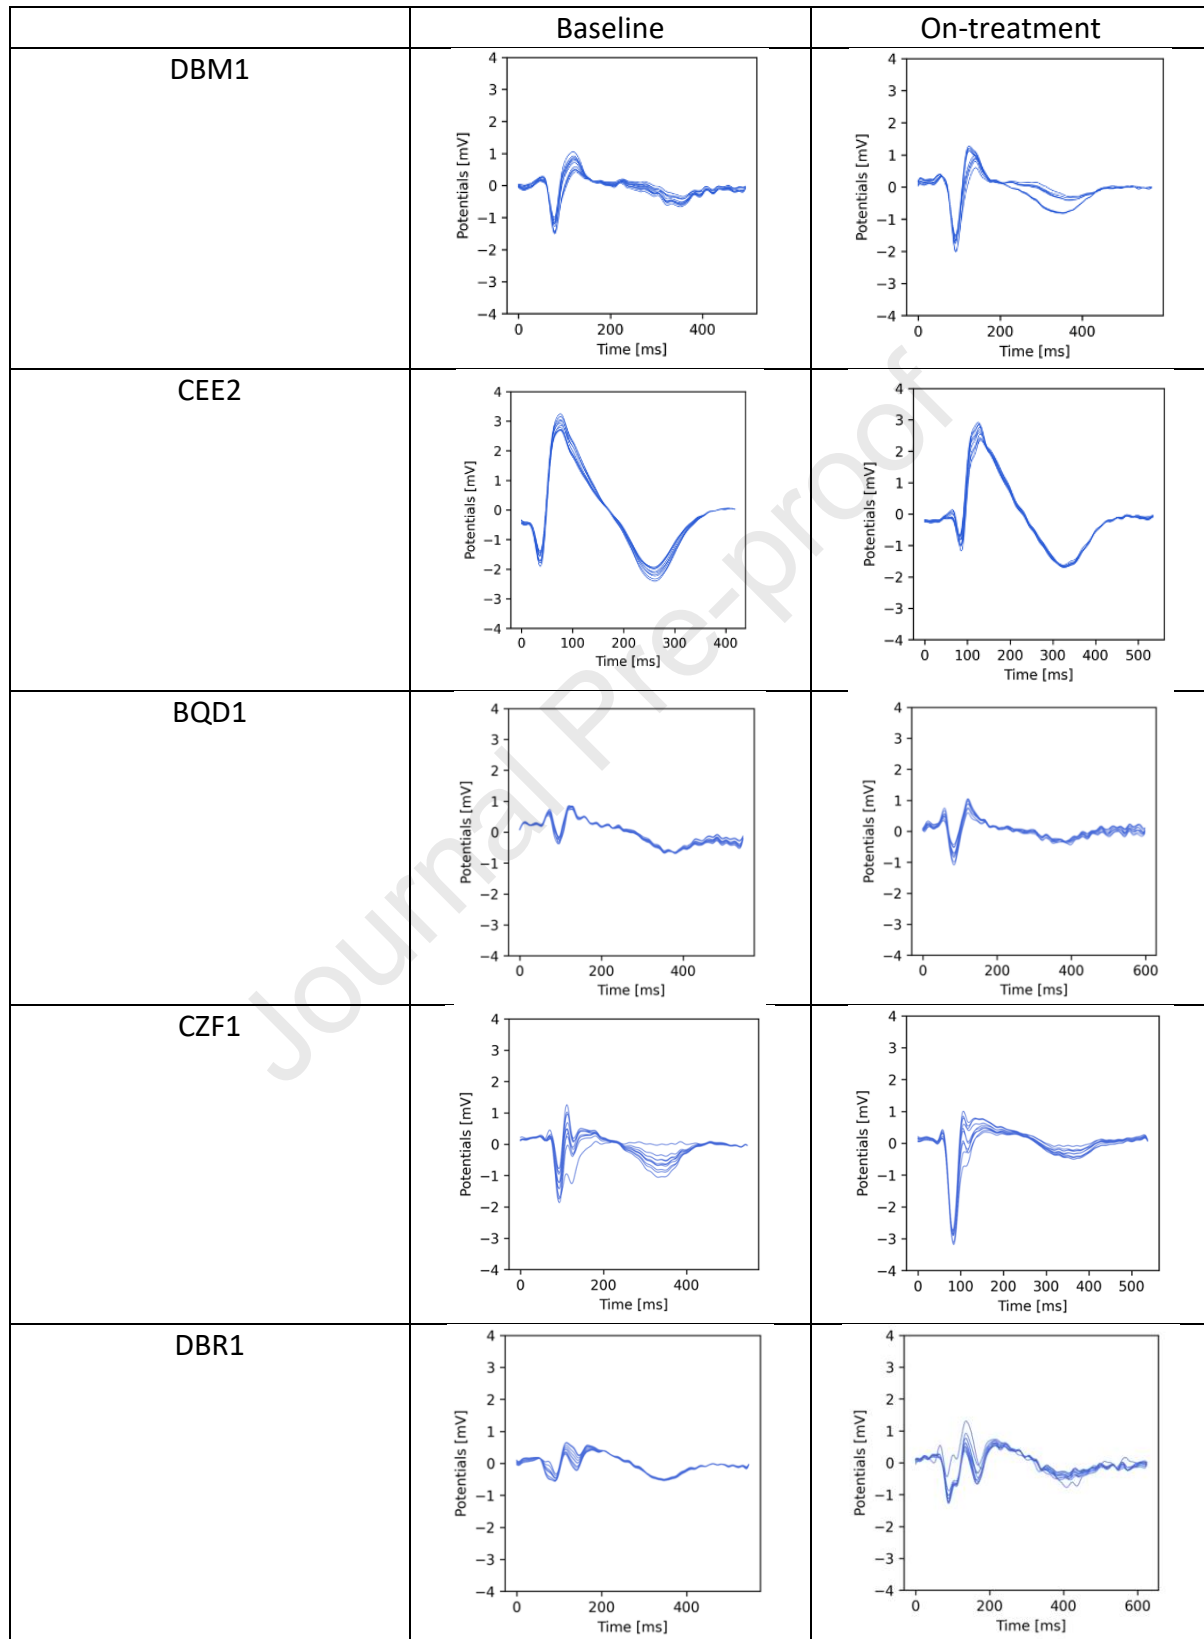 Baseline On-treatment
DBM1
4
3
2
1
0
−1
−2
−3
−4
Potentials [mV]
0 200 400
Time [ms]
4
3
2
1
0
−1
−2
−3
−4
Potentials [mV]
0 200 400
Time [ms]
CEE2
4
3
2
1
0
−1
−2
−3
−4
Potentials [mV]
0 100 200 300 400
Time [ms]
4
3
2
1
0
−1
−2
−3
−4
Potentials [mV]
0 100 200 300 400 500
Time [ms]
BQD1
4
3
2
1
0
−1
−2
−3
−4
Potentials [mV]
0 200 400
Time [ms]
4
3
2
1
0
−1
−2
−3
−4
Potentials [mV]
0 200 400 600
Time [ms]
CZF1
4
3
2
1
0
−1
−2
−3
−4
Potentials [mV]
0 200 400
Time [ms]
4
3
2
1
0
−1
−2
−3
−4
Potentials [mV]
0 100 200 300 400 500
Time [ms]
DBR1
4
3
2
1
0
−1
−2
−3
−4
Potentials [mV]
0 200 400
Time [ms]
4
3
2
1
0
−1
−2
−3
−4
Potentials [mV]
0 200 400 600
Time [ms]
Journal Pre-proof